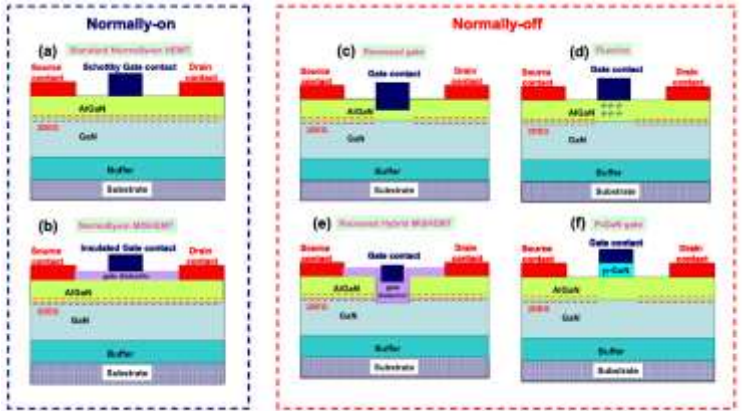 Normally-on
Normally-off
(a)
Standard Normally-on HEMT
Source contact
Schottky Gate contact
Drain contact
AlGaN
2DEG
GaN
Buffer
Substrate
(b)
Normally-on MISHEMT
Source contact
Insulated Gate contact
Drain contact
gate dielectric
AlGaN
2DEG
GaN
Buffer
Substrate
(c)
Recessed gate
Source contact
Gate contact
Drain contact
AlGaN
2DEG
GaN
Buffer
Substrate
(d)
Fluorine
Source contact
Gate contact
Drain contact
AlGaN
2DEG
GaN
Buffer
Substrate
(e)
Recessed Hybrid MISHEMT
Source contact
Gate contact
Drain contact
gate
dielectric
AlGaN
2DEG
GaN
Buffer
Substrate
(f)
P-GaN gate
Source contact
Gate contact
Drain contact
p-GaN
AlGaN
2DEG
GaN
Buffer
Substrate